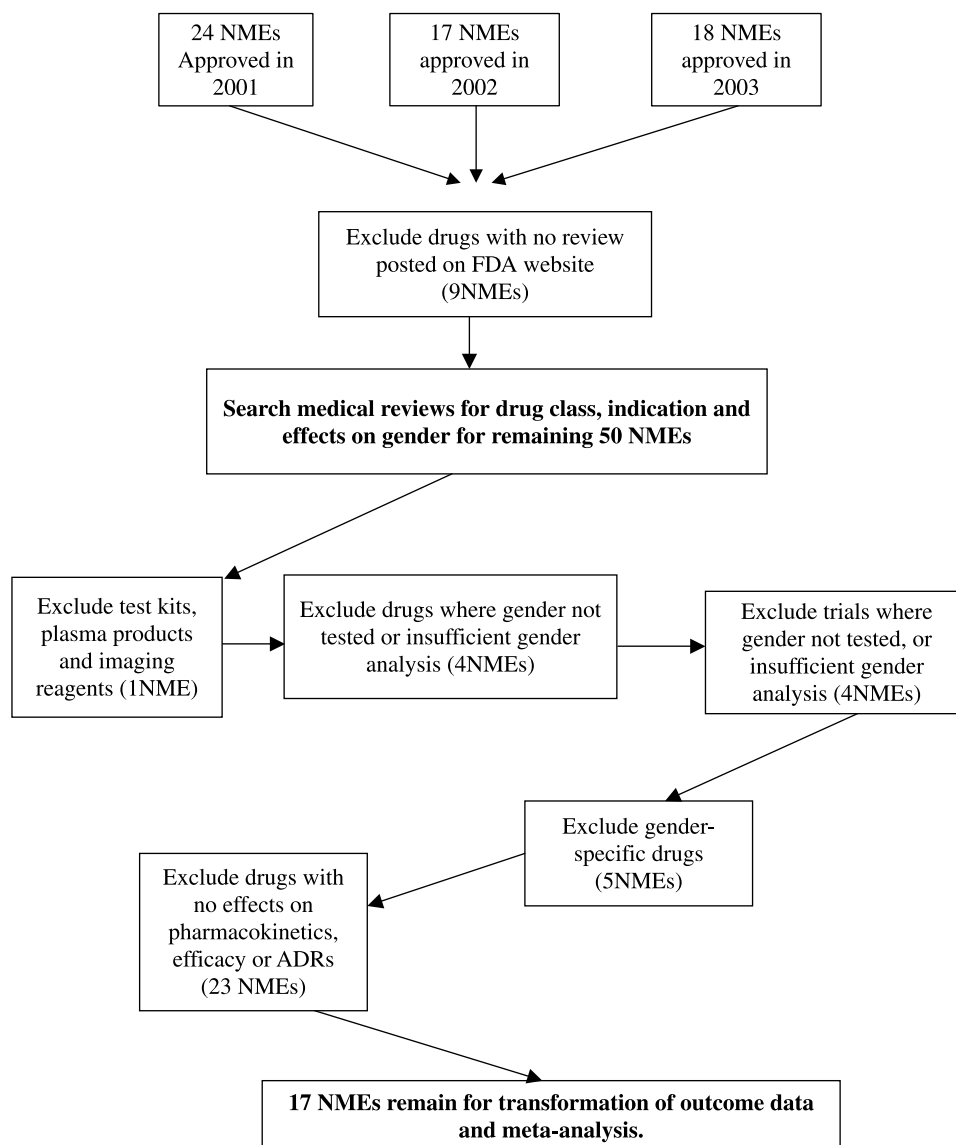 24 NMEs
Approved in
2001
17 NMEs
approved in
2002
18 NMEs
approved in
2003
Exclude drugs with no review
posted on FDA website
(9NMEs)
Search medical reviews for drug class, indication and
effects on gender for remaining 50 NMEs
Exclude test kits,
plasma products
and imaging
reagents (1NME)
Exclude drugs where gender not
tested or insufficient gender
analysis (4NMEs)
Exclude trials where
gender not tested, or
insufficient gender
analysis (4NMEs)
Exclude gender-
specific drugs
(5NMEs)
Exclude drugs with
no effects on
pharmacokinetics,
efficacy or ADRs
(23 NMEs)
17 NMEs remain for transformation of outcome data
and meta-analysis.